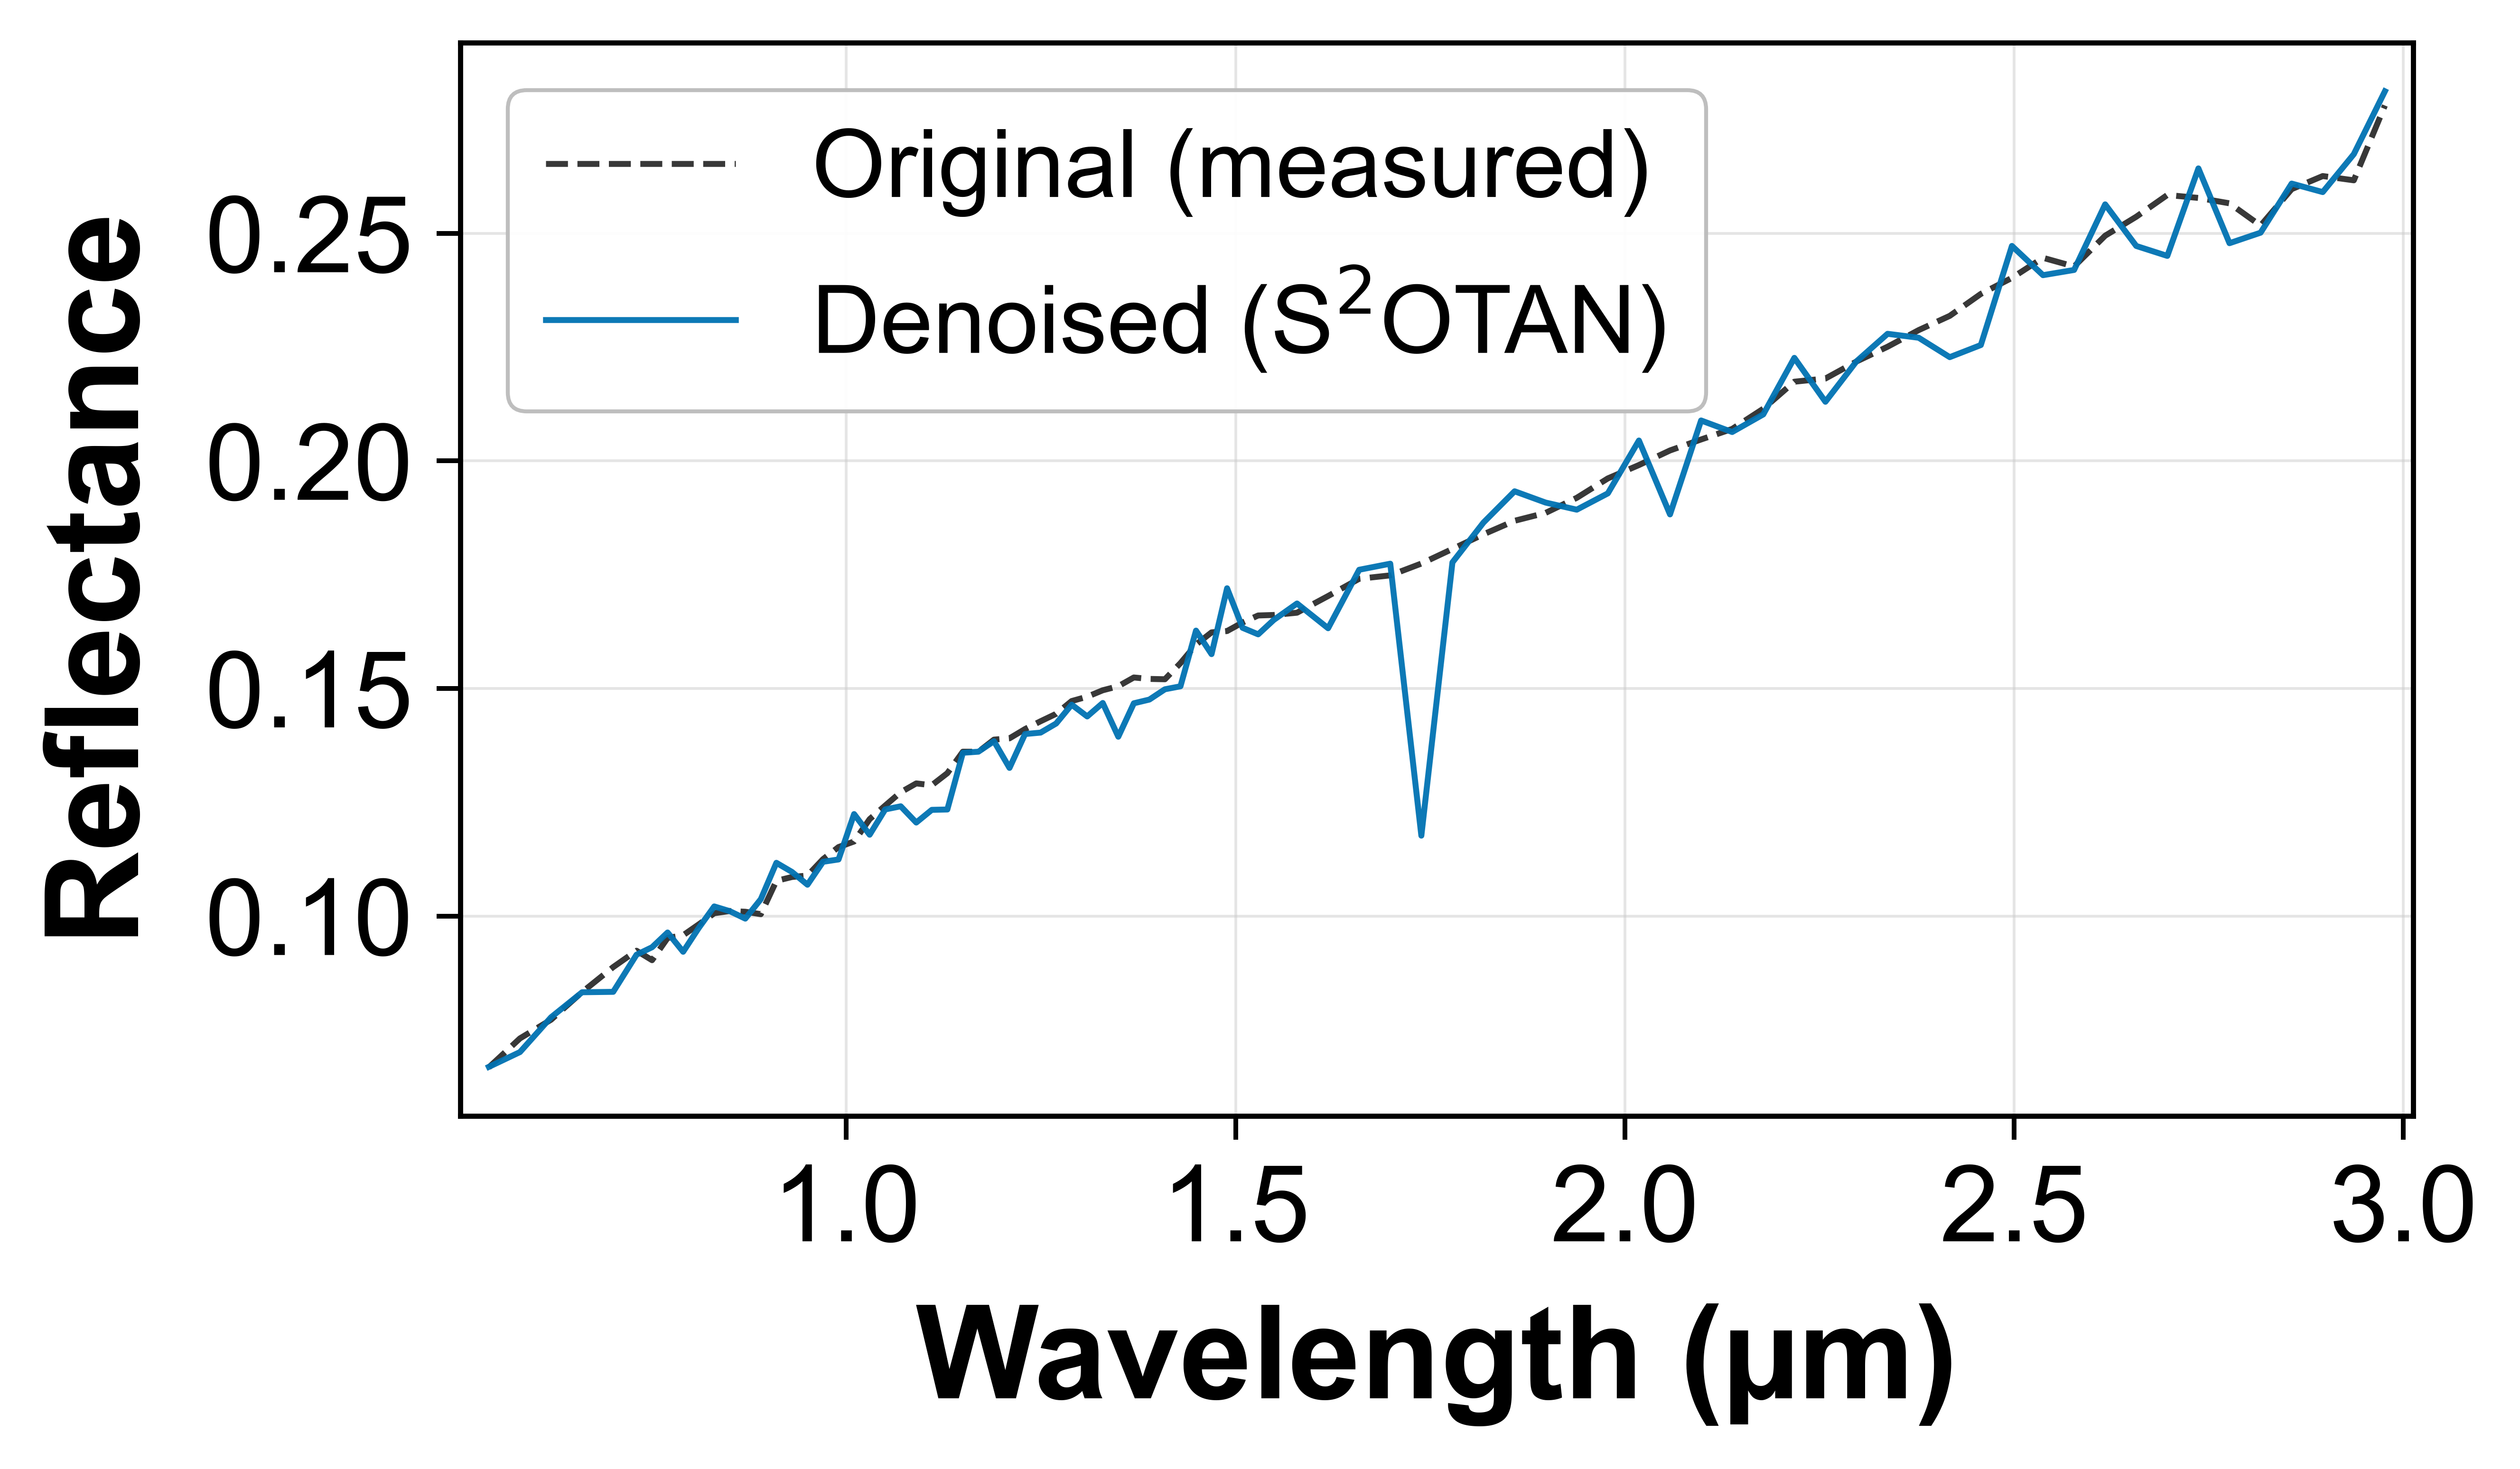 Original (measured)
Denoised (S²OTAN)
Reflectance
0.25
0.20
0.15
0.10
1.0 1.5 2.0 2.5 3.0
Wavelength (µm)